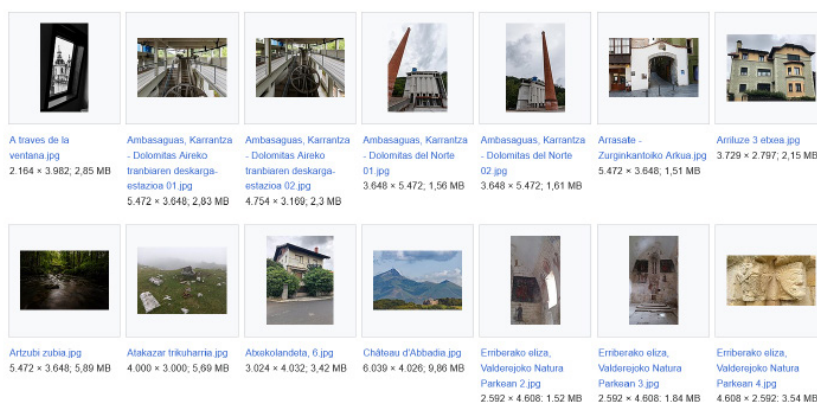 A traves de la
ventana.jpg
2.164 × 3.982; 2,85 MB
Ambasaguas, Karrantza
- Dolomitas Aireko
tranbiaren deskarga-
estazioa 01.jpg
5.472 × 3.648; 2,83 MB
Ambasaguas, Karrantza
- Dolomitas Aireko
tranbiaren deskarga-
estazioa 02.jpg
4.754 × 3.169; 2,3 MB
Ambasaguas, Karrantza
- Dolomitas del Norte
01.jpg
3.648 × 5.472; 1,56 MB
Ambasaguas, Karrantza
- Dolomitas del Norte
02.jpg
3.648 × 5.472; 1,61 MB
Arrasate -
Zurginkantoiko Arkua.jpg
5.472 × 3.648; 1,51 MB
Arriluze 3 etxea.jpg
3.729 × 2.797; 2,15 MB
Artzubi zubia.jpg
5.472 × 3.648; 5,89 MB
Atakazar trikuharria.jpg
4.000 × 3.000; 5,69 MB
Atxekolandeta, 6.jpg
3.024 × 4.032; 3,42 MB
Château d'Abbadia.jpg
6.039 × 4.026; 9,86 MB
Erriberako eliza,
Valderejoko Natura
Parkean 2.jpg
2.592 × 4.608; 1,52 MB
Erriberako eliza,
Valderejoko Natura
Parkean 3.jpg
2.592 × 4.608; 1,84 MB
Erriberako eliza,
Valderejoko Natura
Parkean 4.jpg
4.608 × 2.592; 3,54 MB